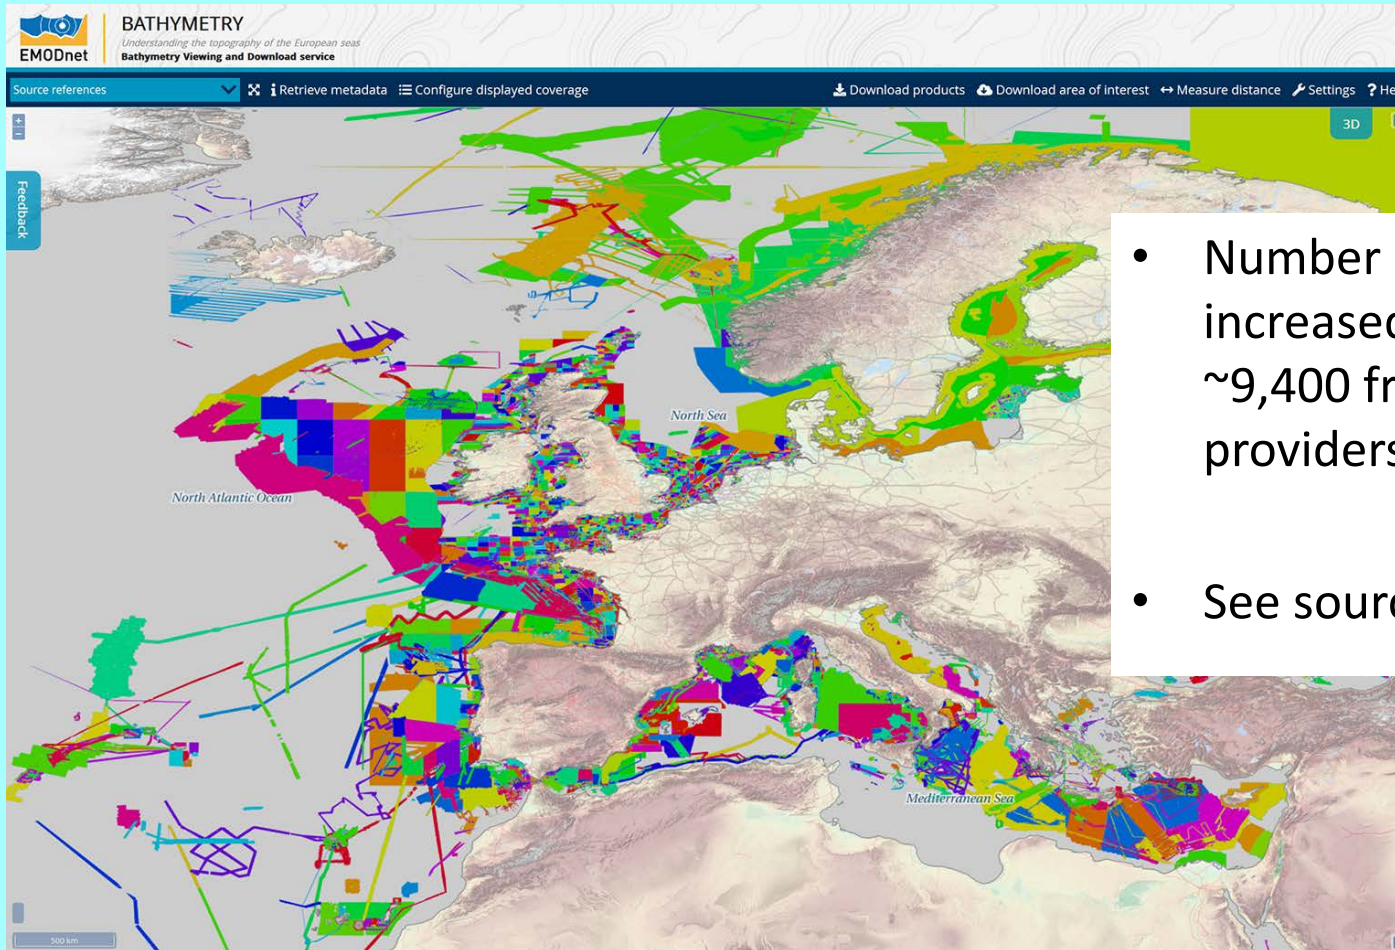 EMODnet
BATHYMETRY
Understanding the topography of the European seas
Bathymetry Viewing and Download service
Source references
Retrieve metadata
Configure displayed coverage
Download products
Download area of interest
Measure distance
Settings
? He
+
−
3D
Feedback
North Sea
North Atlantic Ocean
Mediterranean Sea
500 km
• Number
increased
~9,400 fr
providers
• See sourc